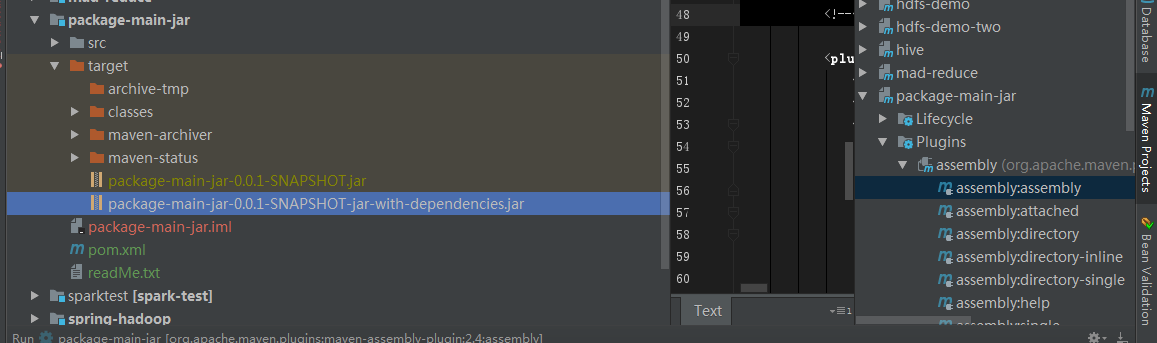 mad-reduce
package-main-jar
src
target
archive-tmp
classes
maven-archiver
maven-status
package-main-jar-0.0.1-SNAPSHOT.jar
package-main-jar-0.0.1-SNAPSHOT-jar-with-dependencies.jar
package-main-jar.iml
pom.xml
readMe.txt
sparktest [spark-test]
spring-hadoop
48
49
50
51
52
53
54
56
57
58
59
60
<!--
<plu
Text
1
hdfs-demo
hdfs-demo-two
hive
mad-reduce
package-main-jar
Lifecycle
Plugins
assembly (org.apache.maven.p
assembly:assembly
assembly:attached
assembly:directory
assembly:directory-inline
assembly:directory-single
assembly:help
assembly:single
Database
Maven Projects
Bean Validation
Run package-main-jar [org.apache.maven.plugins:maven-assembly-plugin:2.4:assembly]